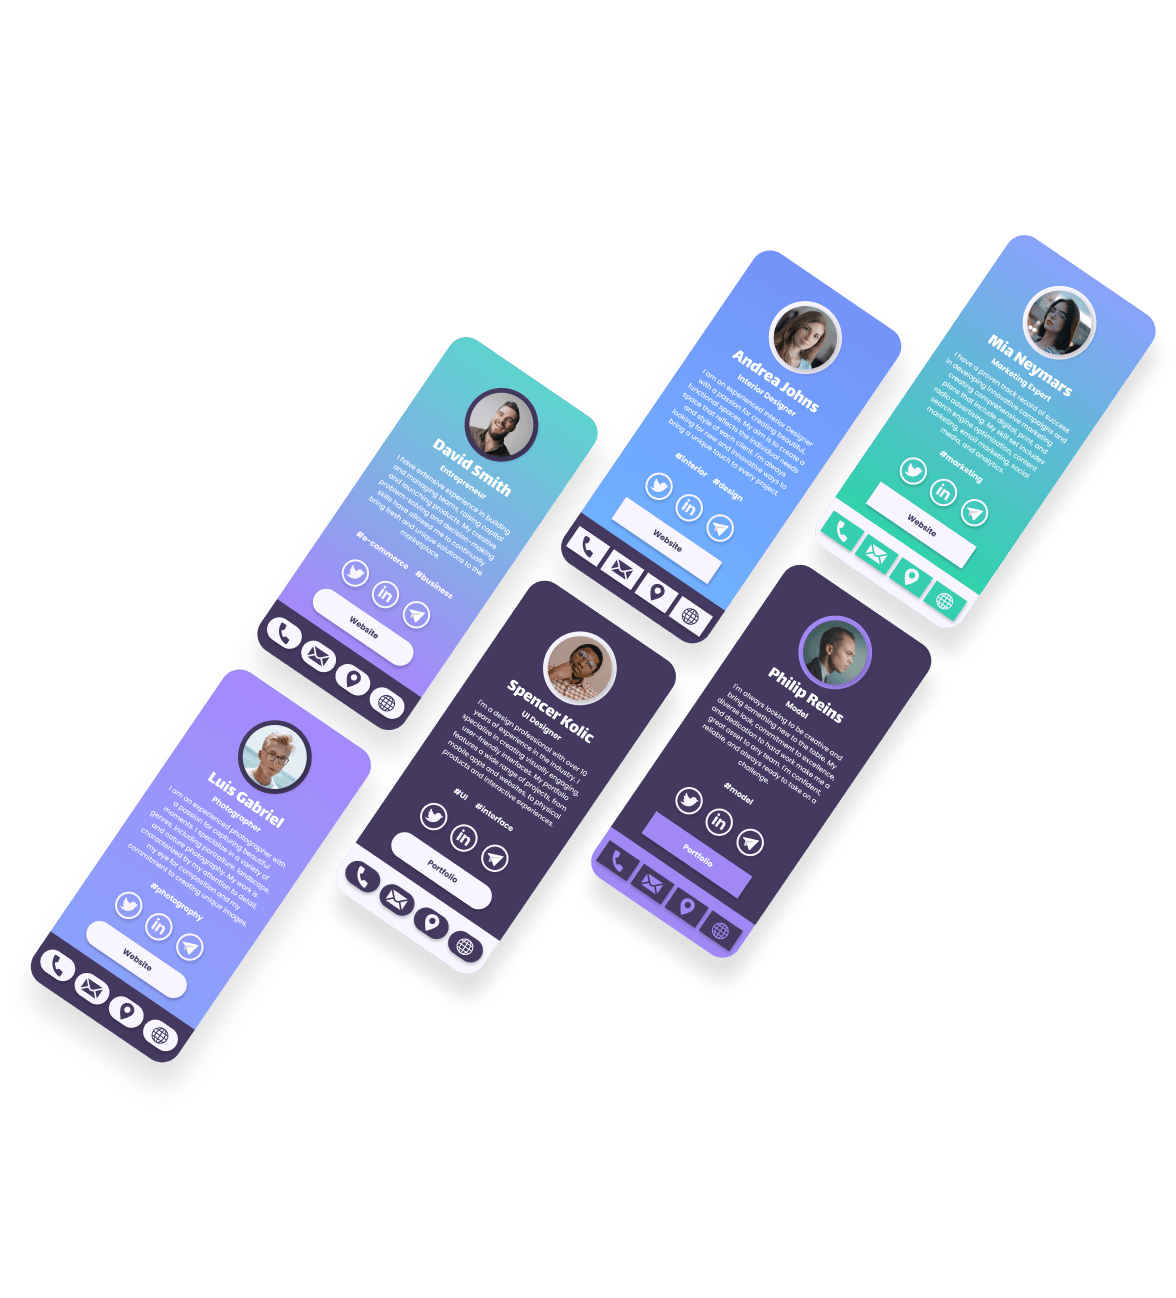 Mia Neymars
Marketing Expert
I have a proven track record of success
in developing innovative campaigns and
creating comprehensive marketing
plans that include digital, print, and
radio advertising. My skill set includes
search engine optimization, content
marketing, email marketing, social
media, and analytics.
#marketing
in
Website
Andrea Johns
Interior Designer
I am an experienced Interior Designer
with a passion for creating beautiful,
functional spaces. My aim is to create a
space that reflects the individual needs
and style of each client. I'm always
looking for new and innovative ways to
bring a unique touch to every project.
#interior #design
in
Website
David Smith
Entrepreneur
I have extensive experience in building
and managing teams, raising capital
and launching products. My creative
problem-solving and decision-making
skills have allowed me to continually
bring fresh and unique solutions to the
marketplace.
#e-commerce #business
in
Website
Philip Reins
Model
I'm always looking to be creative and
bring something new to the table. My
diverse look, commitment to excellence,
and dedication to hard work make me a
great asset to any team. I'm confident,
reliable, and always ready to take on a
challenge.
#model
in
Portfolio
Spencer Kolic
UI Designer
I'm a design professional with over 10
years of experience in the industry. I
specialize in creating visually engaging,
user-friendly interfaces. My portfolio
features a wide range of projects, from
mobile apps and websites, to physical
products and interactive experiences.
#UI #interface
in
Portfolio
Luis Gabriel
Photographer
I am an experienced photographer with
a passion for capturing beautiful
moments. I specialize in a variety of
genres, including portraiture, landscape,
and nature photography. My work is
characterized by my attention to detail,
my eye for composition and my
commitment to creating unique images.
#photography
in
Website